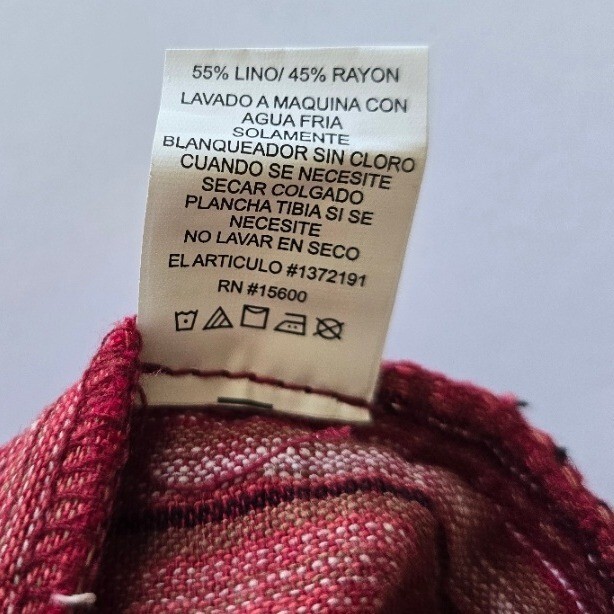 55% LINO/ 45% RAYON
LAVADO A MAQUINA CON
AGUA FRIA
SOLAMENTE
BLANQUEADOR SIN CLORO
CUANDO SE NECESITE
SECAR COLGADO
PLANCHA TIBIA SI SE
NECESITE
NO LAVAR EN SECO
EL ARTICULO #1372191
RN #15600